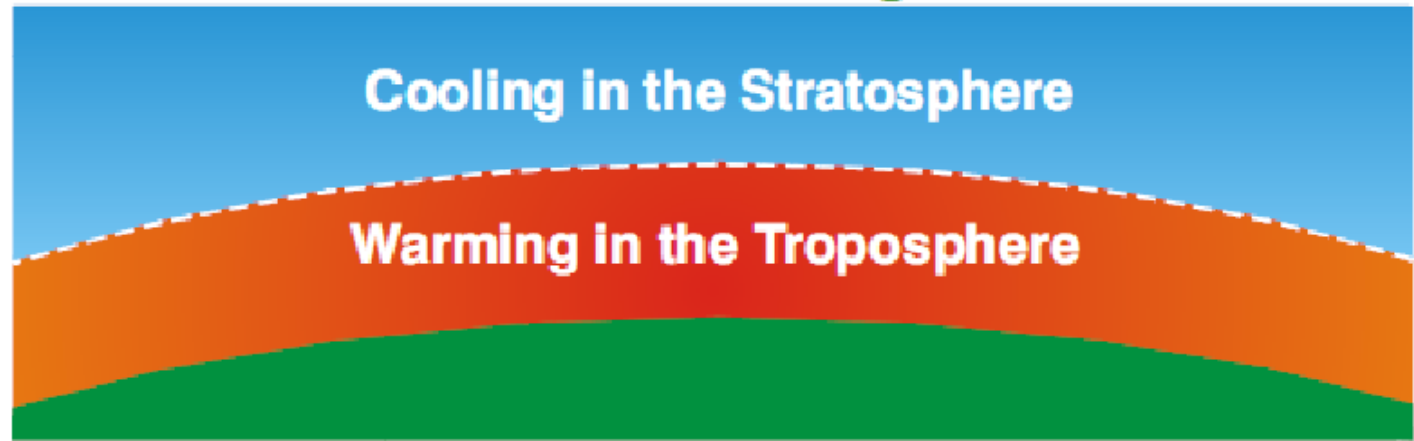 Cooling in the Stratosphere
Warming in the Troposphere